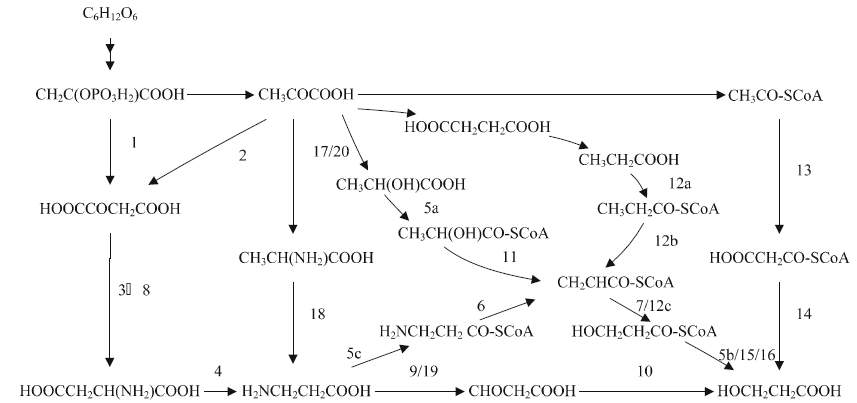 C₆H₁₂O₆
CH₂C(OPO₃H₂)COOH
CH₃COCOOH
CH₃CO-SCoA
HOOCCH₂CH₂COOH
1
2
17/20
CH₃CH₂COOH
13
12a
CH₃CH(OH)COOH
HOOCCOCH₂COOH
5a
CH₃CH₂CO-SCoA
CH₃CH(OH)CO-SCoA
12b
CH₃CH(NH₂)COOH
11
HOOCCH₂CO-SCoA
CH₂CHCO-SCoA
3 8
18
6
7/12c
14
H₂NCH₂CH₂ CO-SCoA
HOCH₂CH₂CO-SCoA
5c
5b/15/16
4
9/19
10
HOOCCH₂CH(NH₂)COOH
H₂NCH₂CH₂COOH
CHOCH₂COOH
HOCH₂CH₂COOH